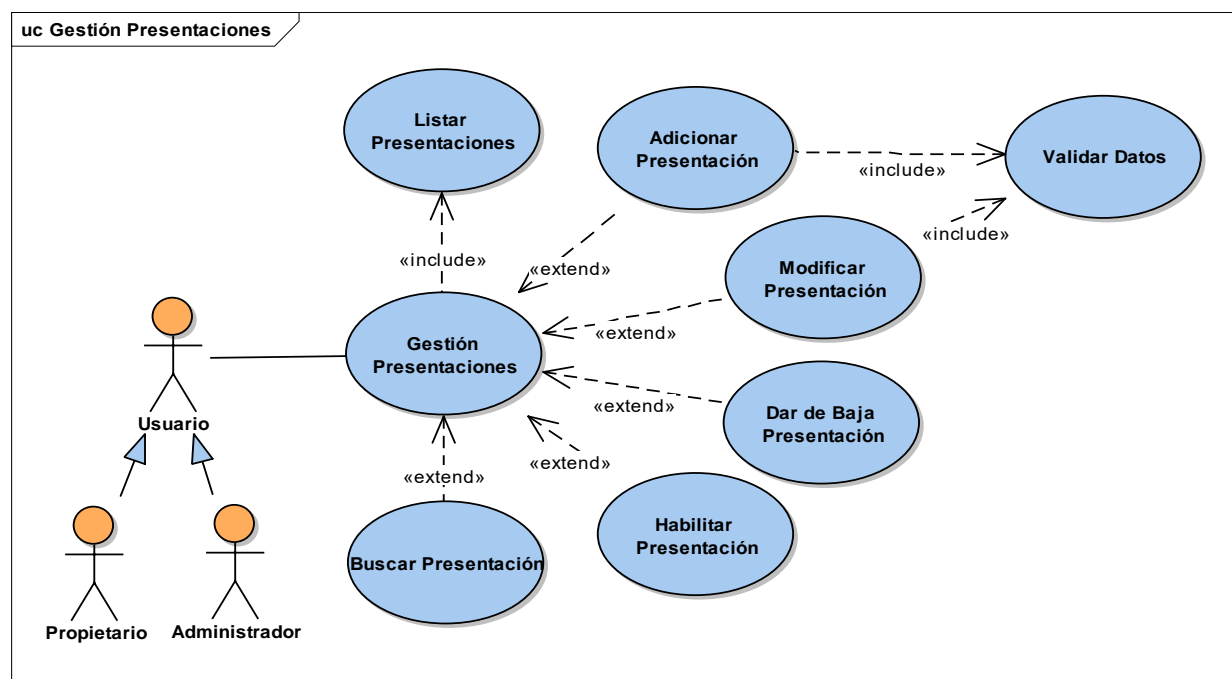 uc Gestión Presentaciones
Listar
Presentaciones
Adicionar
Presentación
Validar Datos
«include»
«include»
«include»
Modificar
Presentación
«extend»
«extend»
Gestión
Presentaciones
«extend»
Dar de Baja
Presentación
Usuario
«extend»
«extend»
Habilitar
Presentación
Buscar Presentación
Propietario
Administrador